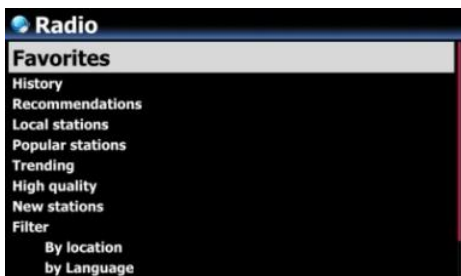 Radio
Favorites
History
Recommendations
Local stations
Popular stations
Trending
High quality
New stations
Filter
By location
by Language